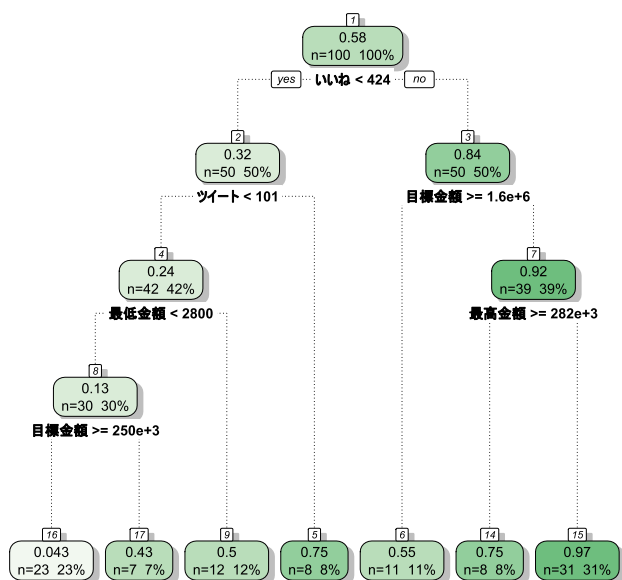 1
0.58
n=100 100%
yes いいね < 424 no
2
0.32
n=50 50%
3
0.84
n=50 50%
ツイート < 101
目標金額 >= 1.6e+6
4
0.24
n=42 42%
7
0.92
n=39 39%
最低金額 < 2800
最高金額 >= 282e+3
8
0.13
n=30 30%
目標金額 >= 250e+3
16
0.043
n=23 23%
17
0.43
n=7 7%
9
0.5
n=12 12%
5
0.75
n=8 8%
6
0.55
n=11 11%
14
0.75
n=8 8%
15
0.97
n=31 31%